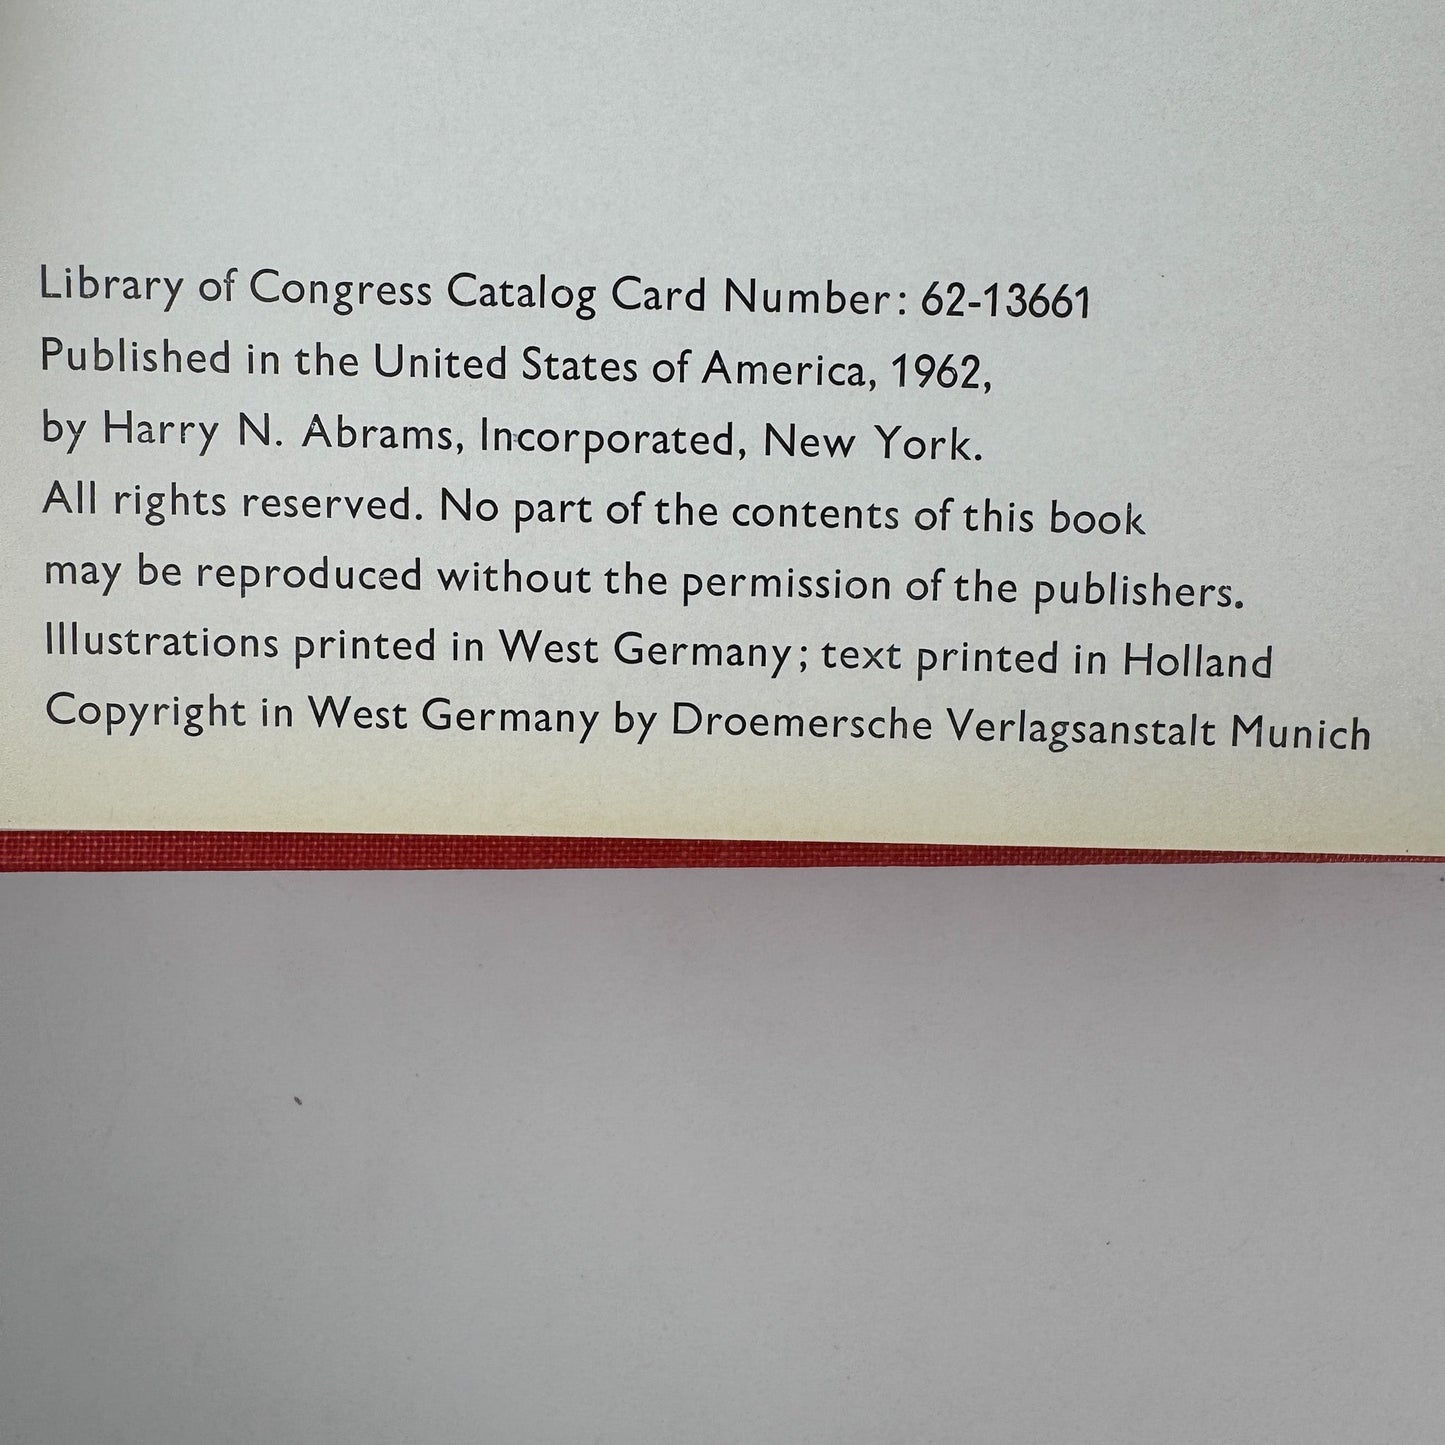 Library of Congress Catalog Card Number: 62-13661
Published in the United States of America, 1962,
by Harry N. Abrams, Incorporated, New York.
All rights reserved. No part of the contents of this book
may be reproduced without the permission of the publishers.
Illustrations printed in West Germany; text printed in Holland
Copyright in West Germany by Droemersche Verlagsanstalt Munich